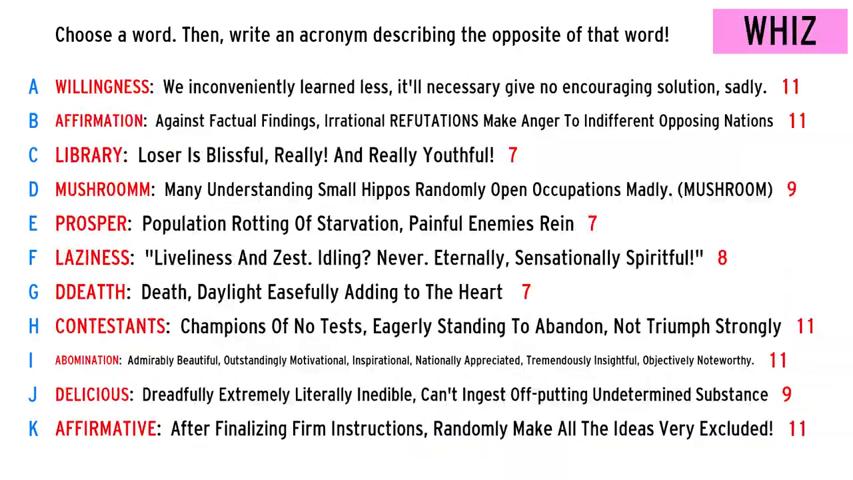 Choose a word. Then, write an acronym describing the opposite of that word!
WHIZ
A WILLINGNESS: We inconveniently learned less, it'll necessary give no encouraging solution, sadly. 11
B AFFIRMATION: Against Factual Findings, Irrational REFUTATIONS Make Anger To Indifferent Opposing Nations 11
C LIBRARY: Loser Is Blissful, Really! And Really Youthful! 7
D MUSHROOMM: Many Understanding Small Hippos Randomly Open Occupations Madly. (MUSHROOM) 9
E PROSPER: Population Rotting Of Starvation, Painful Enemies Rein 7
F LAZINESS: "Liveliness And Zest. Idling? Never. Eternally, Sensationally Spiritful!" 8
G DDEATTH: Death, Daylight Easefully Adding to The Heart 7
H CONTESTANTS: Champions Of No Tests, Eagerly Standing To Abandon, Not Triumph Strongly 11
I ABOMINATION: Admirably Beautiful, Outstandingly Motivational, Inspirational, Nationally Appreciated, Tremendously Insightful, Objectively Noteworthy. 11
J DELICIOUS: Dreadfully Extremely Literally Inedible, Can't Ingest Off-putting Undetermined Substance 9
K AFFIRMATIVE: After Finalizing Firm Instructions, Randomly Make All The Ideas Very Excluded! 11